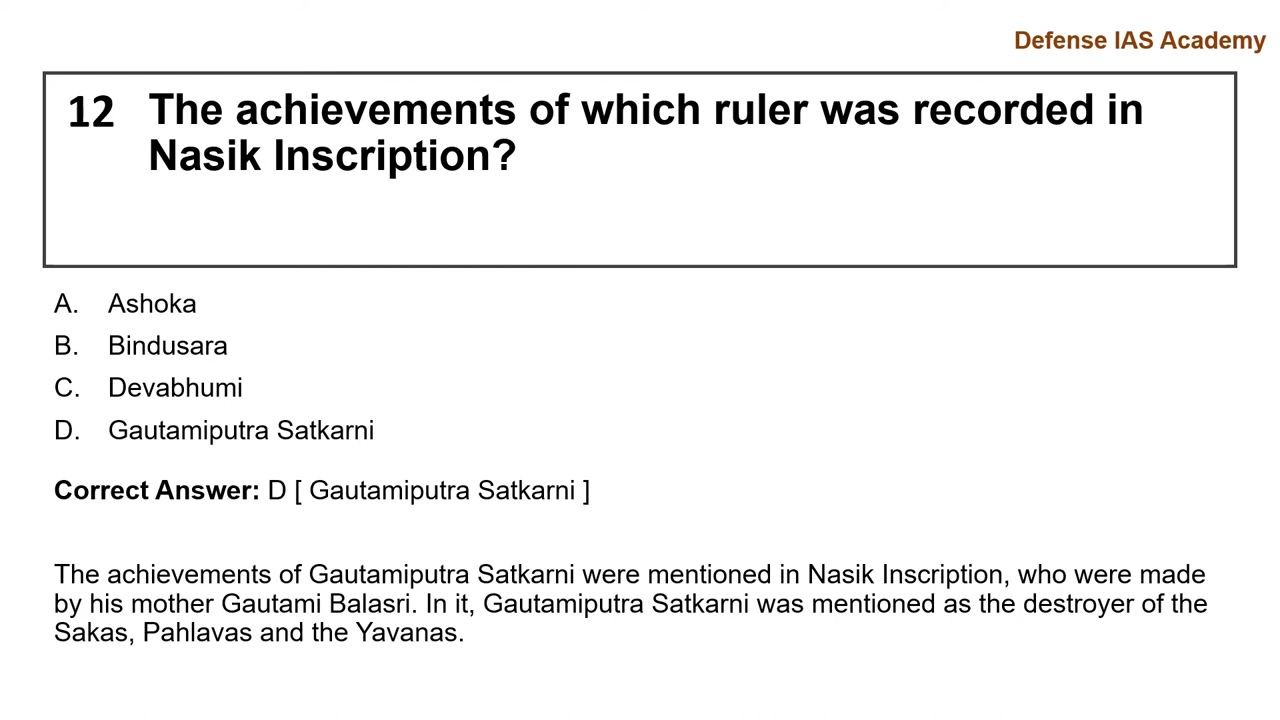 Defense IAS Academy
12 The achievements of which ruler was recorded in
Nasik Inscription?
A. Ashoka
B. Bindusara
C. Devabhumi
D. Gautamiputra Satkarni
Correct Answer: D [ Gautamiputra Satkarni ]
The achievements of Gautamiputra Satkarni were mentioned in Nasik Inscription, who were made
by his mother Gautami Balasri. In it, Gautamiputra Satkarni was mentioned as the destroyer of the
Sakas, Pahlavas and the Yavanas.